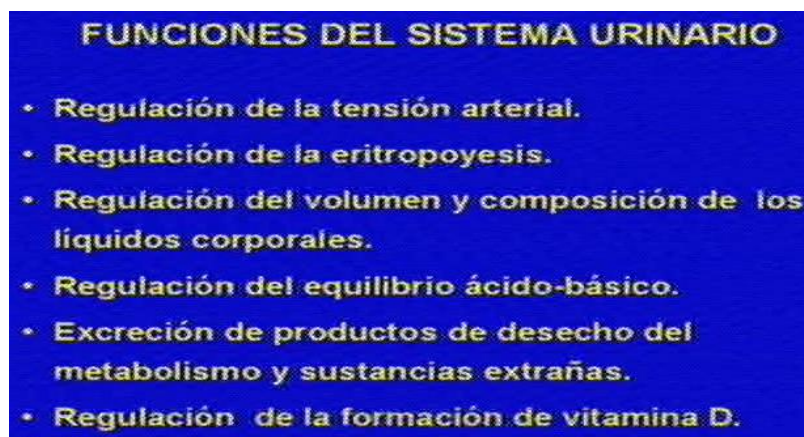 FUNCIONES DEL SISTEMA URINARIO
• Regulación de la tensión arterial.
• Regulación de la eritropoyesis.
• Regulación del volumen y composición de los
líquidos corporales.
• Regulación del equilibrio ácido-básico.
• Excreción de productos de desecho del
metabolismo y sustancias extrañas.
• Regulación de la formación de vitamina D.